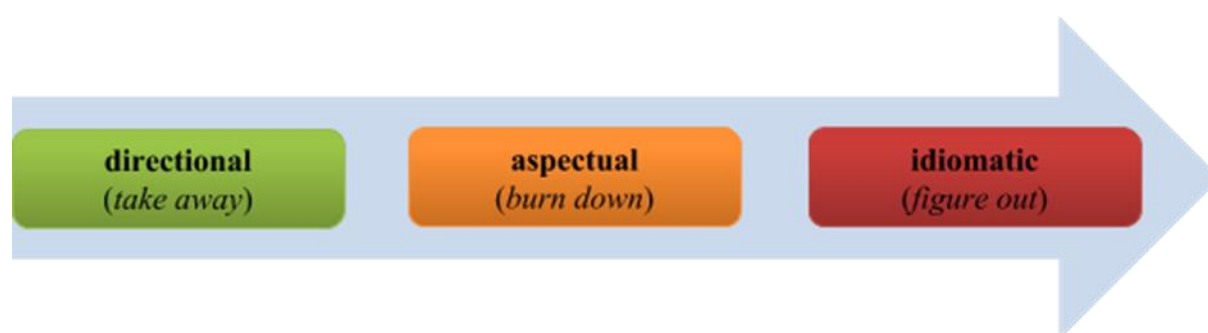 directional
(take away)
aspectual
(burn down)
idiomatic
(figure out)